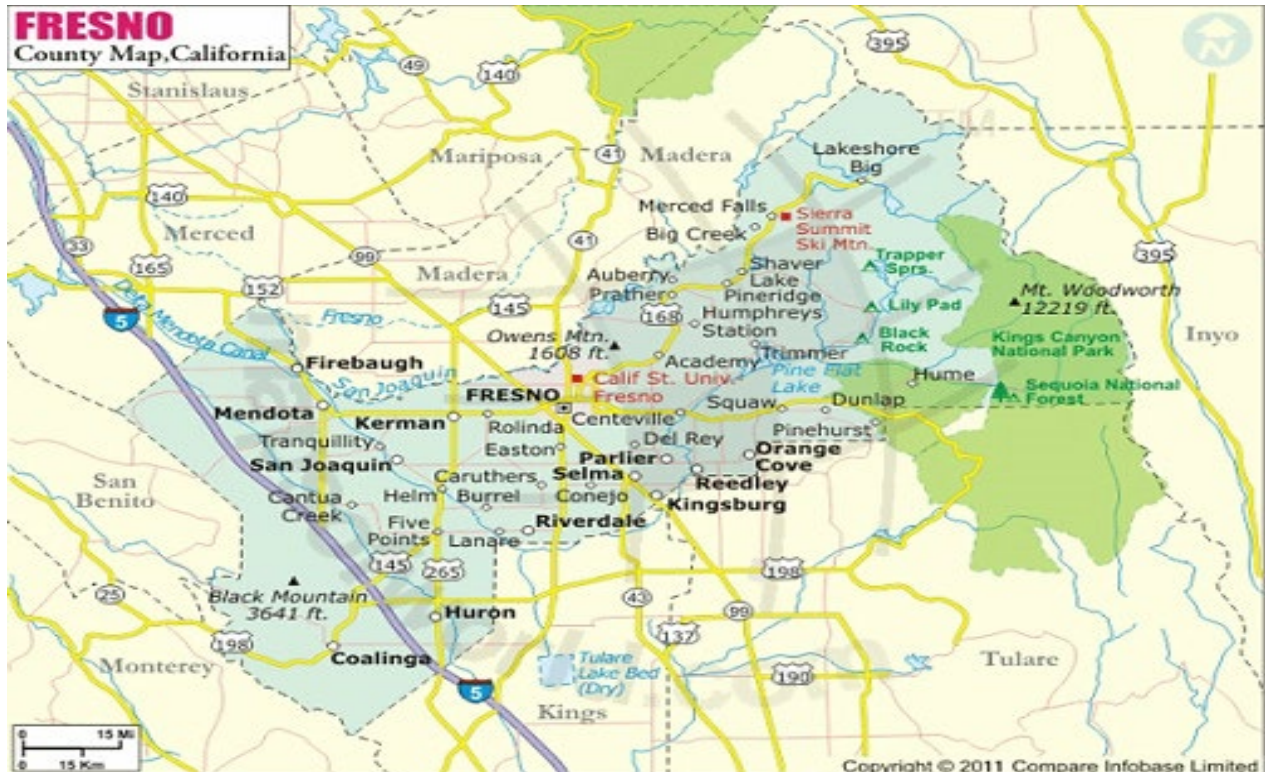 FRESNO
County Map,California
N
395
49
140
Stanislaus
Mariposa
41
Madera
TM
Lakeshore
Big
140
Merced Falls
Sierra
Summit
Ski Mtn.
Merced
Big Creek
33
41
395
165
99
Madera
Trapper
Sprs.
Auberry
Shaver
Lake
152
Prather
Pineridge
Mt. Woodworth
12219 ft.
Delta Mendota Canal
5
Fresno
145
168
Humphreys
Station
Lily Pad
Inyo
Owens Mtn.
1608 ft.
Black
Rock
Kings Canyon
National Park
Firebaugh
San Joaquin
Academy
Trimmer
Pine Flat
Lake
Calif St. Univ.
Fresno
Hume
Sequoia National
Forest
FRESNO
Mendota
Kerman
Rolinda
Centeville
Squaw
Dunlap
Tranquillity
Easton
Del Rey
Pinehurst
San Joaquin
Parlier
Orange
Cove
San
Benito
Caruthers
Selma
Reedley
Cantua
Creek
Helm
Burrel
Conejo
Kingsburg
Five
Points
Lanare
Riverdale
145
265
198
Black Mountain
3641 ft.
25
43
99
Huron
137
198
Coalinga
Monterey
Tulare
Lake Bed
(Dry)
Tulare
5
190
Kings
0 15 Mi
0 15 Km
Copyright © 2011 Compare Infobase Limited